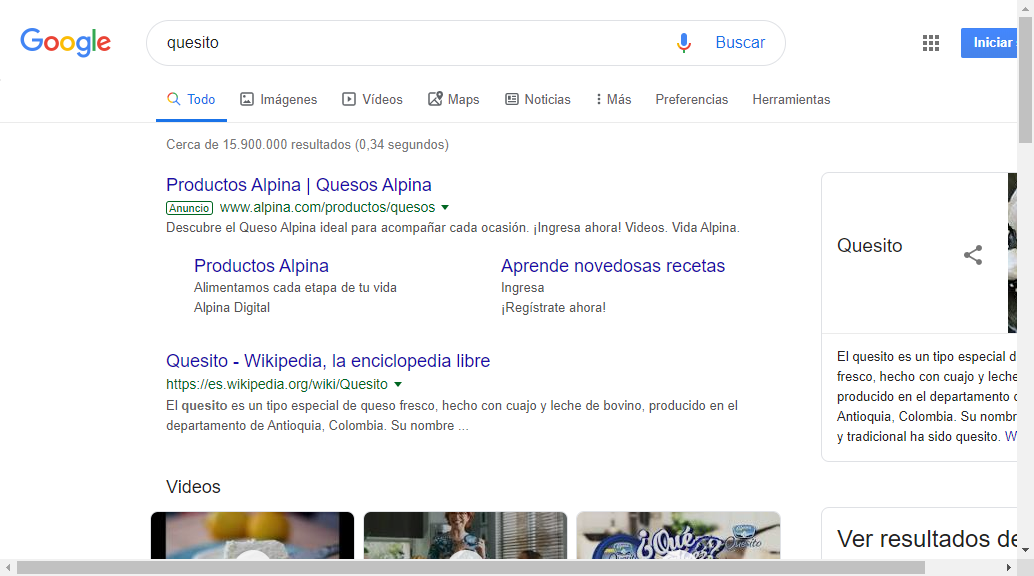 Google
quesito
Buscar
Iniciar
Todo
Imágenes
Vídeos
Maps
Noticias
Más
Preferencias
Herramientas
Cerca de 15.900.000 resultados (0,34 segundos)
Productos Alpina | Quesos Alpina
Anuncio www.alpina.com/productos/quesos
Descubre el Queso Alpina ideal para acompañar cada ocasión. ¡Ingresa ahora! Videos. Vida Alpina.
Productos Alpina
Alimentamos cada etapa de tu vida
Alpina Digital
Aprende novedosas recetas
Ingresa
¡Regístrate ahora!
Quesito - Wikipedia, la enciclopedia libre
https://es.wikipedia.org/wiki/Quesito
El quesito es un tipo especial de queso fresco, hecho con cuajo y leche de bovino, producido en el
departamento de Antioquia, Colombia. Su nombre ...
Videos
¿Qué
Quesito
Quesito
El quesito es un tipo especial d
fresco, hecho con cuajo y leche
producido en el departamento
Antioquia, Colombia. Su nombr
y tradicional ha sido quesito. W
Ver resultados de